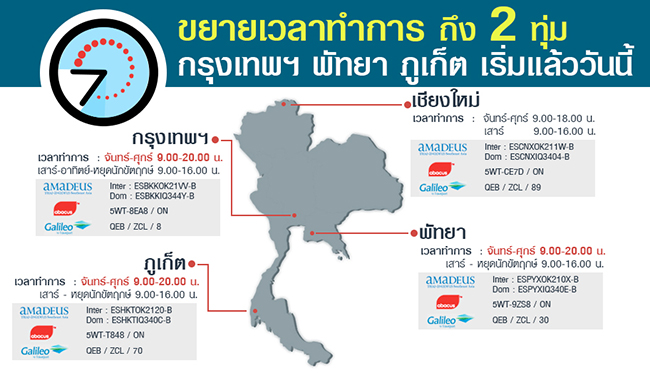 ขยายเวลาทำการ ถึง 2 ทุ่ม
กรุงเทพฯ พัทยา ภูเก็ต เริ่มแล้ววันนี้
เชียงใหม่
เวลาทำการ : จันทร์-ศุกร์ 9.00-18.00 น.
เสาร์ 9.00-16.00 น.
AMADEUS
Inter : ESCNXOK211W-B
Dom : ESCNXIQ3404-B
abacus
5WT-CE7D / ON
Galileo
QEB / ZCL / 89
กรุงเทพฯ
เวลาทำการ : จันทร์-ศุกร์ 9.00-20.00 น.
เสาร์-อาทิตย์-หยุดนักขัตฤกษ์ 9.00-16.00 น.
AMADEUS
Inter : ESBKKOK21VV-B
Dom : ESBKKIQ344Y-B
abacus
5WT-8EA8 / ON
Galileo
QEB / ZCL / 8
พัทยา
เวลาทำการ : จันทร์-ศุกร์ 9.00-20.00 น.
เสาร์ - หยุดนักขัตฤกษ์ 9.00-16.00 น.
AMADEUS
Inter : ESPYXOK210X-B
Dom : ESPYXIQ340E-B
abacus
5WT-9ZS8 / ON
Galileo
QEB / ZCL / 30
ภูเก็ต
เวลาทำการ : จันทร์-ศุกร์ 9.00-20.00 น.
เสาร์ - หยุดนักขัตฤกษ์ 9.00-16.00 น.
AMADEUS
Inter : ESHKTOK2120-B
Dom : ESHKTIQ340C-B
abacus
5WT-T848 / ON
Galileo
QEB / ZCL / 70